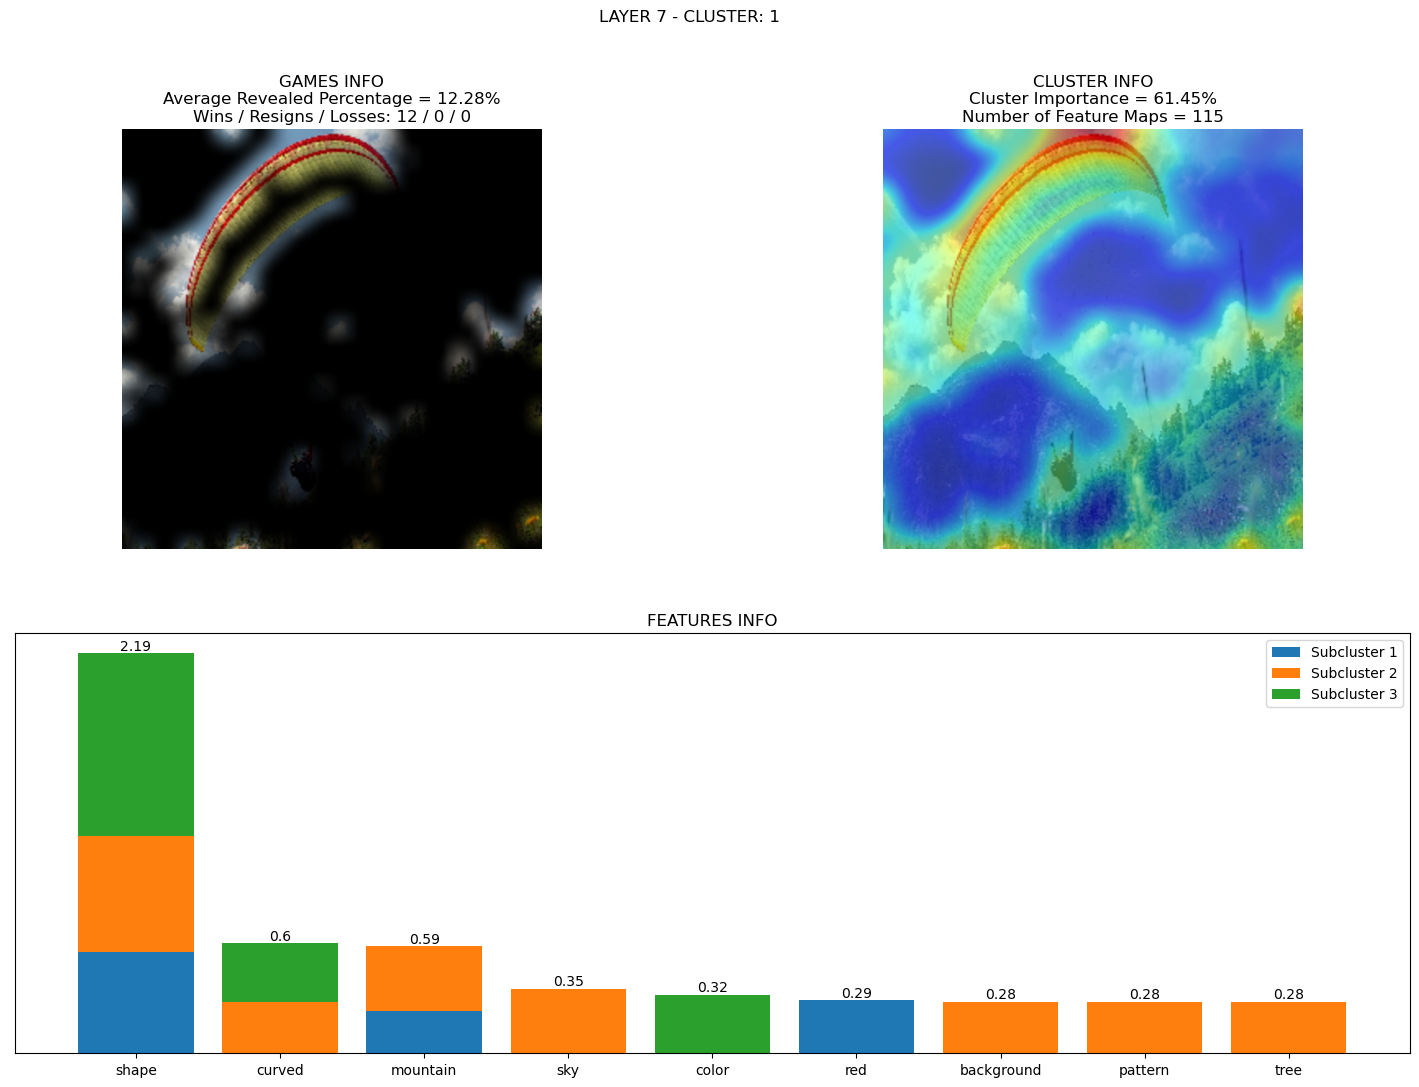 LAYER 7 - CLUSTER: 1
GAMES INFO
Average Revealed Percentage = 12.28%
Wins / Resigns / Losses: 12 / 0 / 0
CLUSTER INFO
Cluster Importance = 61.45%
Number of Feature Maps = 115
FEATURES INFO
Subcluster 1
Subcluster 2
Subcluster 3
2.19
0.6
0.59
0.35
0.32
0.29
0.28
0.28
0.28
shape
curved
mountain
sky
color
red
background
pattern
tree